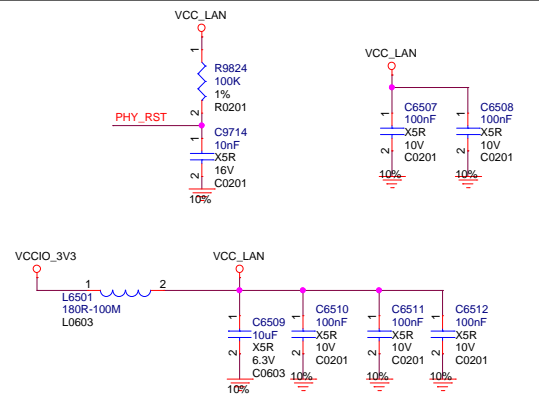 VCC_LAN
1
R9824
100K
1%
R0201
2
PHY_RST
1
C9714
10nF
X5R
16V
C0201
2
10%
VCC_LAN
1
C6507
100nF
X5R
10V
C0201
2
10%
1
C6508
100nF
X5R
10V
C0201
2
10%
VCCIO_3V3
1
2
L6501
180R-100M
L0603
VCC_LAN
1
C6509
10uF
X5R
6.3V
C0603
2
10%
1
C6510
100nF
X5R
10V
C0201
2
10%
1
C6511
100nF
X5R
10V
C0201
2
10%
1
C6512
100nF
X5R
10V
C0201
2
10%